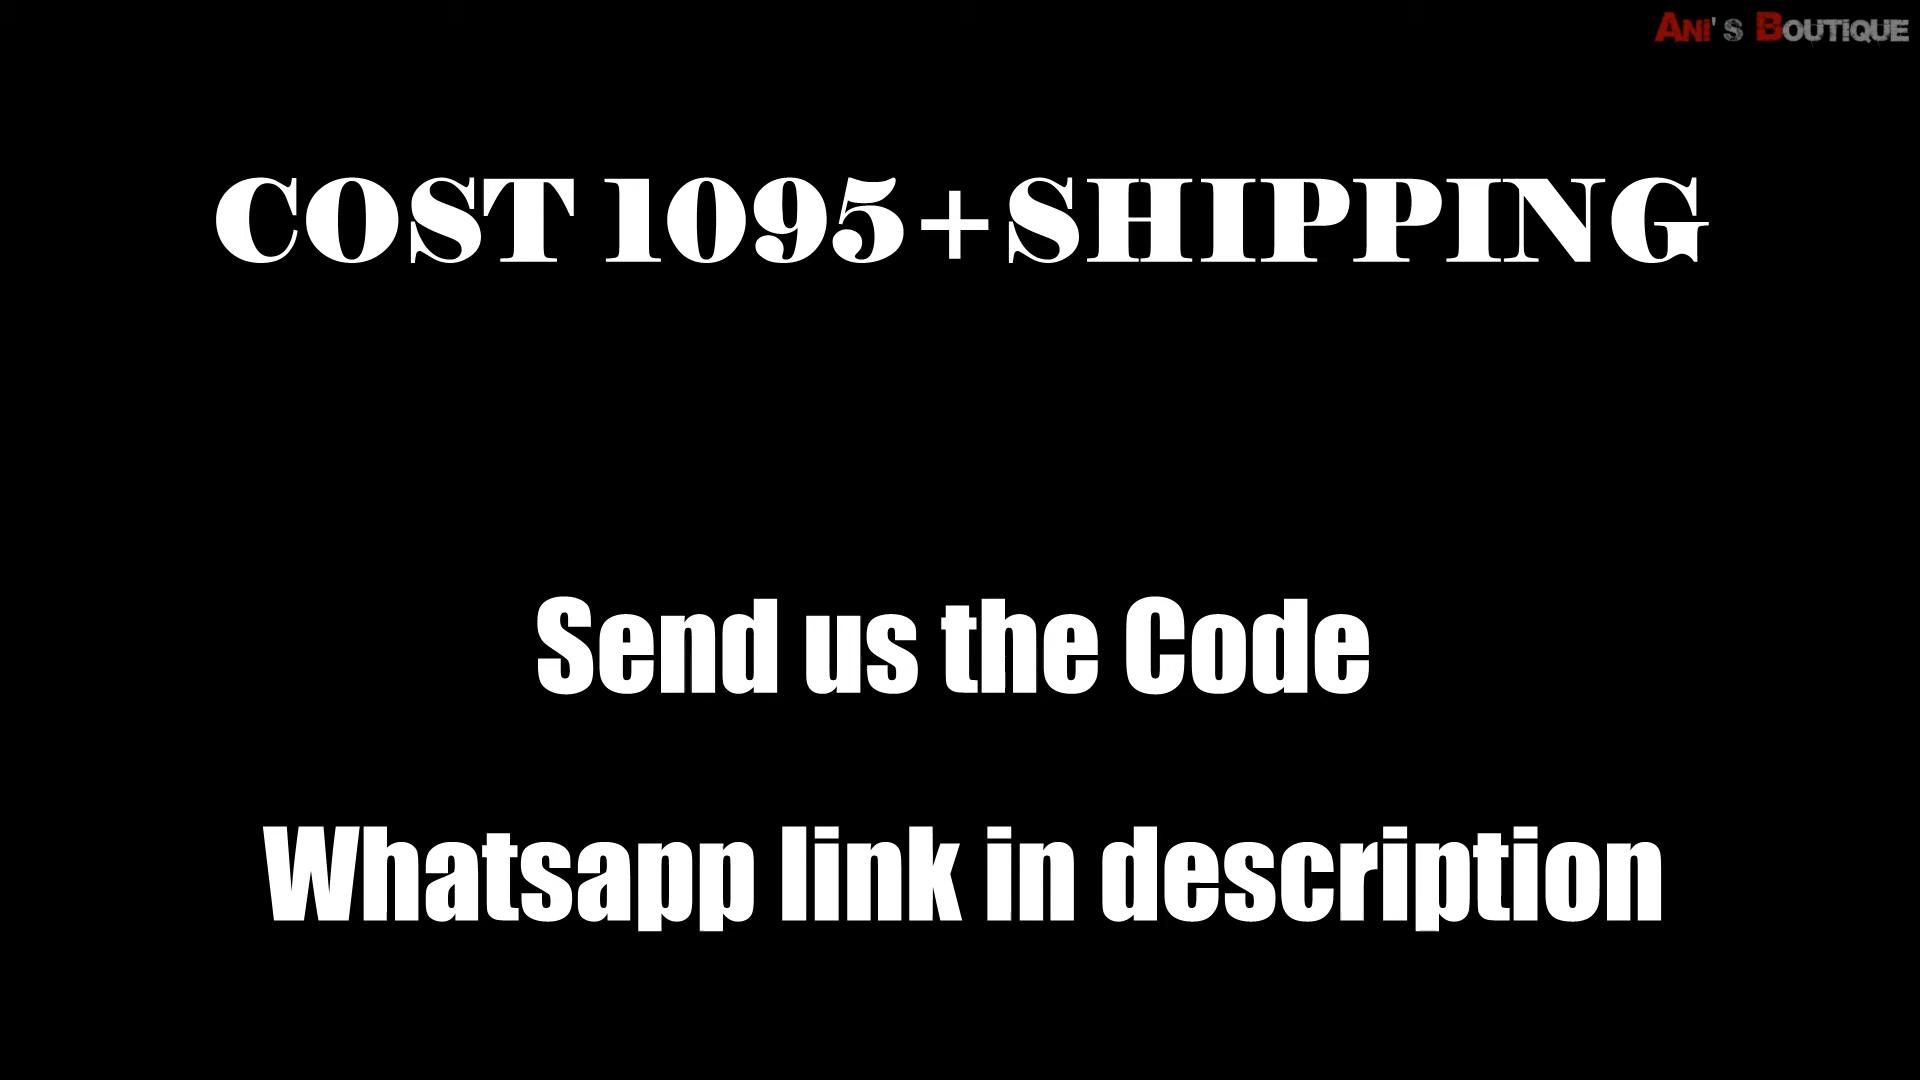 Ani's Boutique
COST 1095+SHIPPING
Send us the Code
Whatsapp link in description